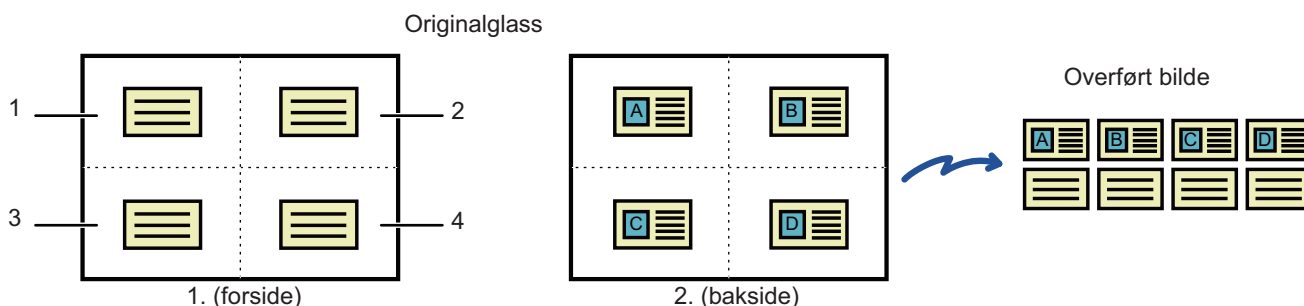 Originalglass
1
2
3
4
1. (forside)
A
B
C
D
2. (bakside)
Overført bilde
A B C D